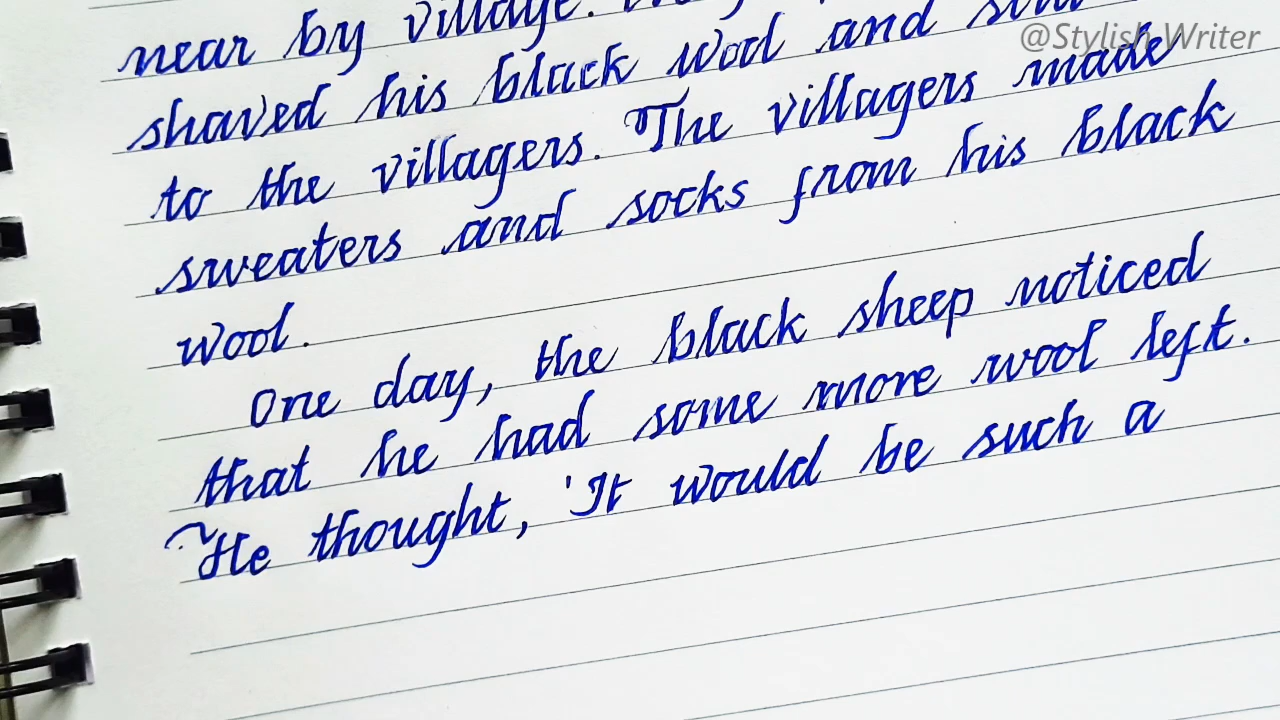 near by village.
shaved his black wool and
@Stylish Writer
to the villagers. The villagers made
sweaters and socks from his black
wool.
One day, the black sheep noticed
that he had some more wool left.
He thought, 'It would be such a